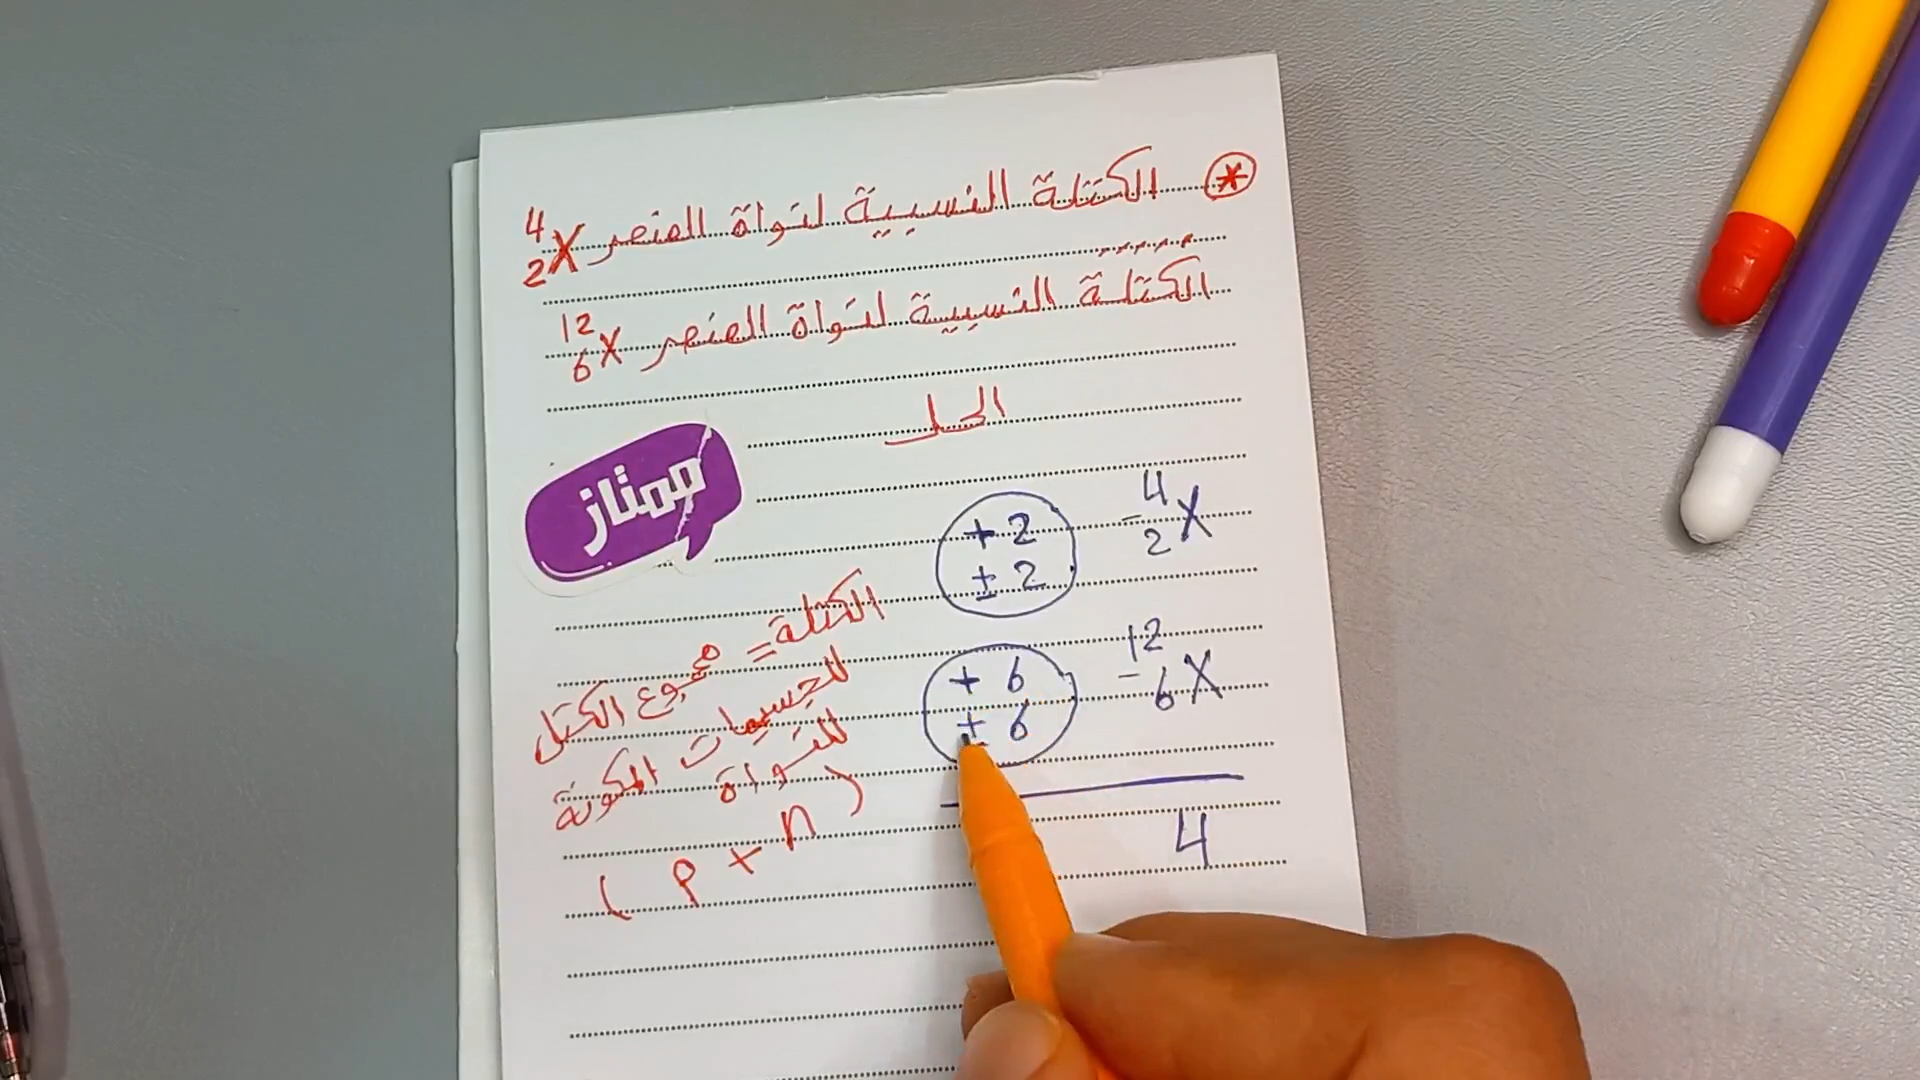 * الكتلة النسبية لنواة العنصر ⁴₂X
الكتلة النسبية لنواة العنصر ¹²₆X
الحل
ممتاز
- ⁴₂X
+ 2
± 2
- ¹²₆X
+ 6
± 6
4
الكتلة = مجموع الكتل
للجسيمات المكونة
للنواة
( p + n )